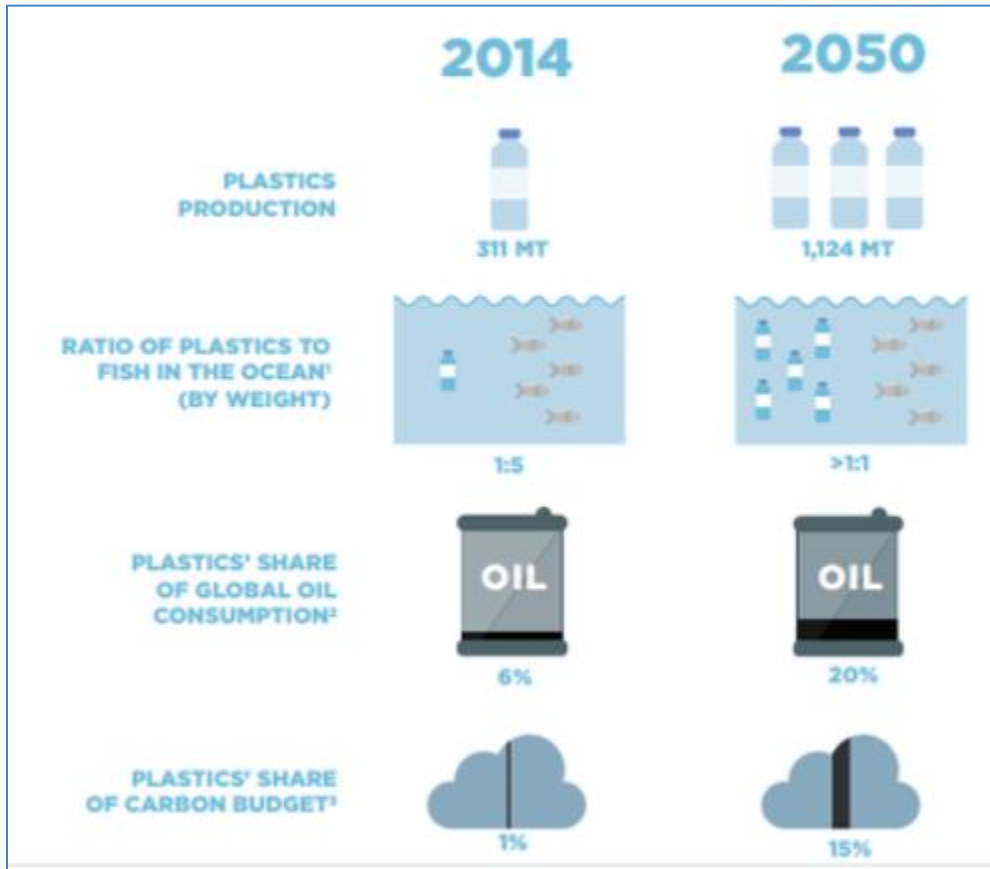 2014
2050
PLASTICS
PRODUCTION
311 MT
1,124 MT
RATIO OF PLASTICS TO
FISH IN THE OCEAN¹
(BY WEIGHT)
1:5
>1:1
PLASTICS' SHARE
OF GLOBAL OIL
CONSUMPTION²
OIL
OIL
6%
20%
PLASTICS' SHARE
OF CARBON BUDGET³
1%
15%